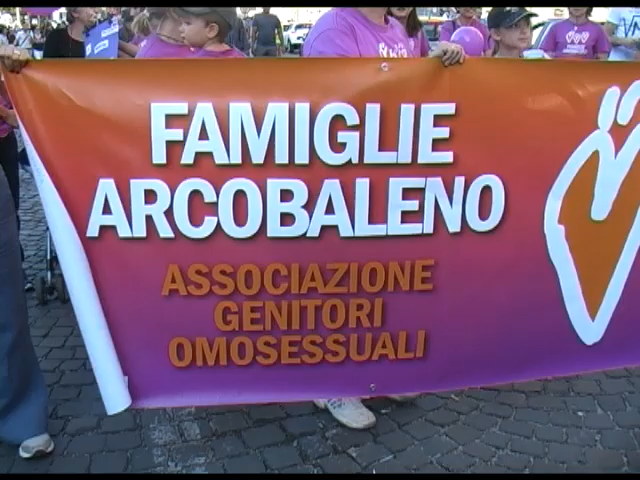 FAMIGLIE
ARCOBALENO
ASSOCIAZIONE
GENITORI
OMOSESSUALI